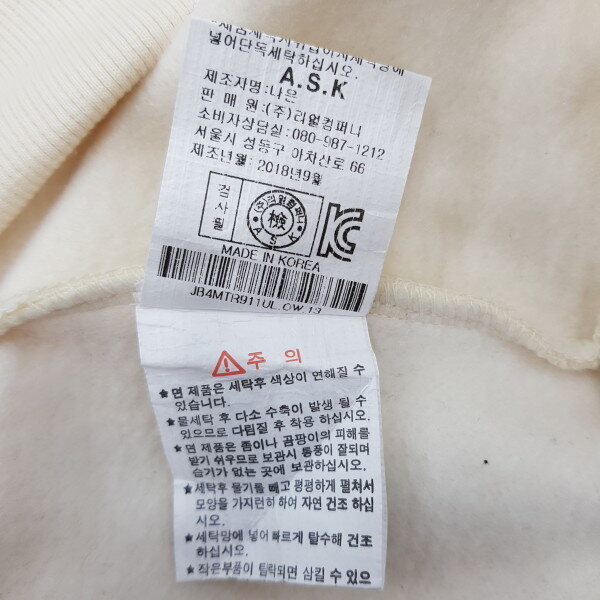 넣어단독세탁하십시오.
A.S.K
제조자명:나은
판 매 원:(주)리얼컴퍼니
소비자상담실:080-987-1212
서울시 성동구 아차산로 66
제조년월: 2018년9월
검사필
(주)리얼컴퍼니
檢
A S K
MADE IN KOREA
JB4MTR911UL.OW.13
주 의
★면 제품은 세탁후 색상이 연해질 수
있습니다.
★물세탁 후 다소 수축이 발생 될 수
있으므로 다림질 후 착용 하십시오.
★면 제품은 좀이나 곰팡이의 피해를
받기 쉬우므로 보관시 통풍이 잘되며
습기가 없는 곳에 보관하십시오.
★세탁후 물기를 빼고 평평하게 펼쳐서
모양을 가지런히 하여 자연 건조 하십
시오.
★세탁망에 넣어 빠르게 탈수해 건조
하십시오.
★작은부품이 탈락되면 삼킬 수 있으